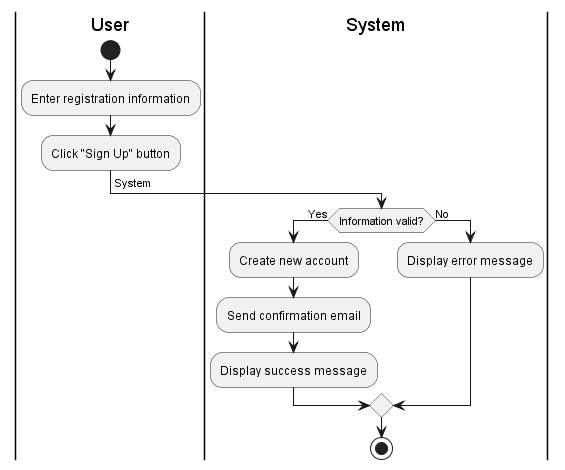 User
System
Enter registration information
Click "Sign Up" button
System
Information valid?
Yes
No
Create new account
Display error message
Send confirmation email
Display success message